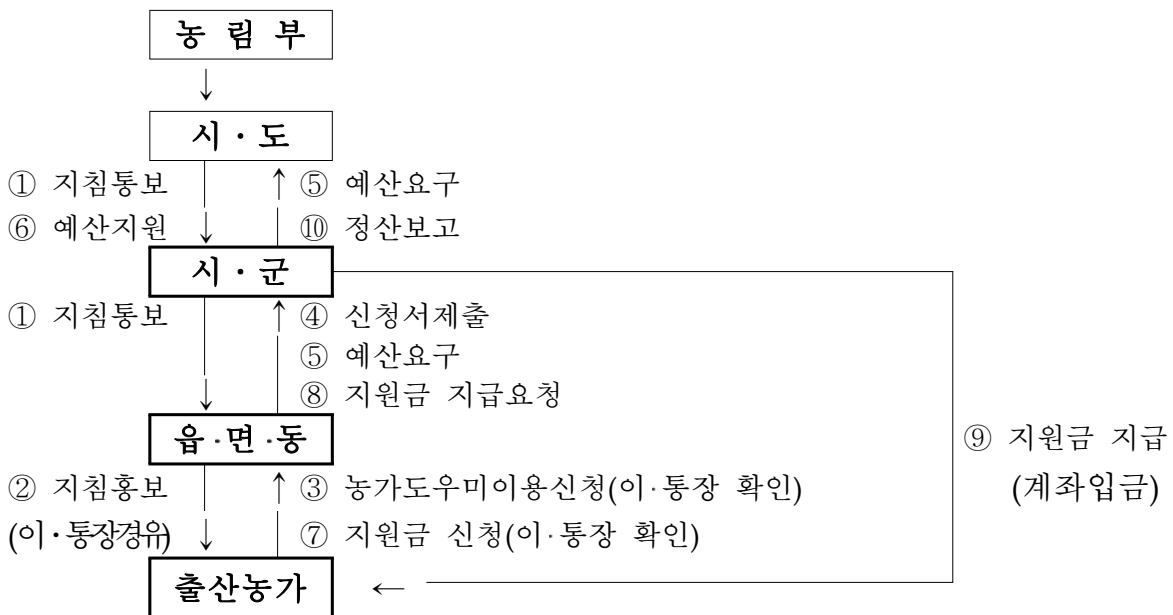 농 림 부
↓
시 · 도
① 지침통보 ↑ ⑤ 예산요구
⑥ 예산지원 ↓ ⑩ 정산보고
시 · 군
① 지침통보 ↑ ④ 신청서제출
⑤ 예산요구
↓ ⑧ 지원금 지급요청
읍·면·동
⑨ 지원금 지급
② 지침홍보 ↑ ③ 농가도우미이용신청(이·통장 확인)
(계좌입금)
(이·통장경유) ↓ ⑦ 지원금 신청(이·통장 확인)
출산농가 ←